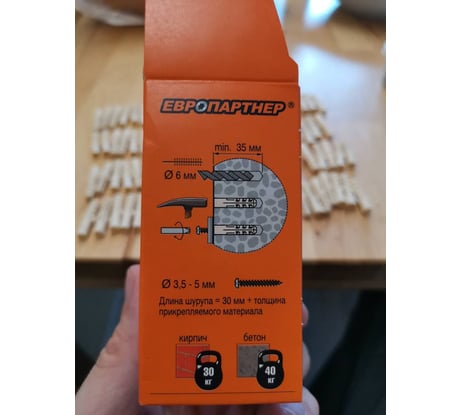 ЕВРОПАРТНЕР®
min. 35 мм
Ø 6 мм
Ø 3,5 - 5 мм
Длина шурупа = 30 мм + толщина
прикрепляемого материала
кирпич бетон
30 40
КГ КГ